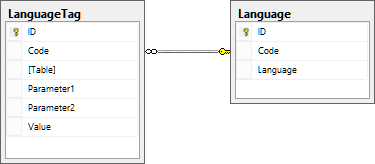 LanguageTag
ID
Code
[Table]
Parameter1
Parameter2
Value
Language
ID
Code
Language